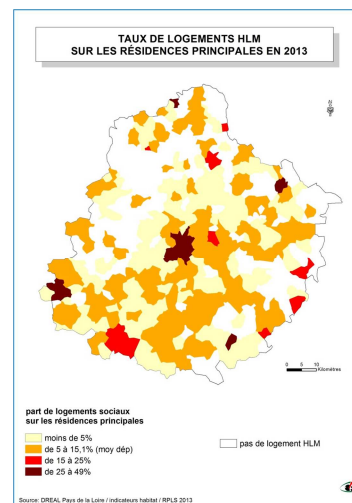 TAUX DE LOGEMENTS HLM
SUR LES RÉSIDENCES PRINCIPALES EN 2013
0 5 10
Kilomètres
part de logements sociaux
sur les résidences principales
moins de 5%
de 5 à 15,1% (moy dép)
de 15 à 25%
de 25 à 49%
pas de logement HLM
Source: DREAL Pays de la Loire / indicateurs habitat / RPLS 2013